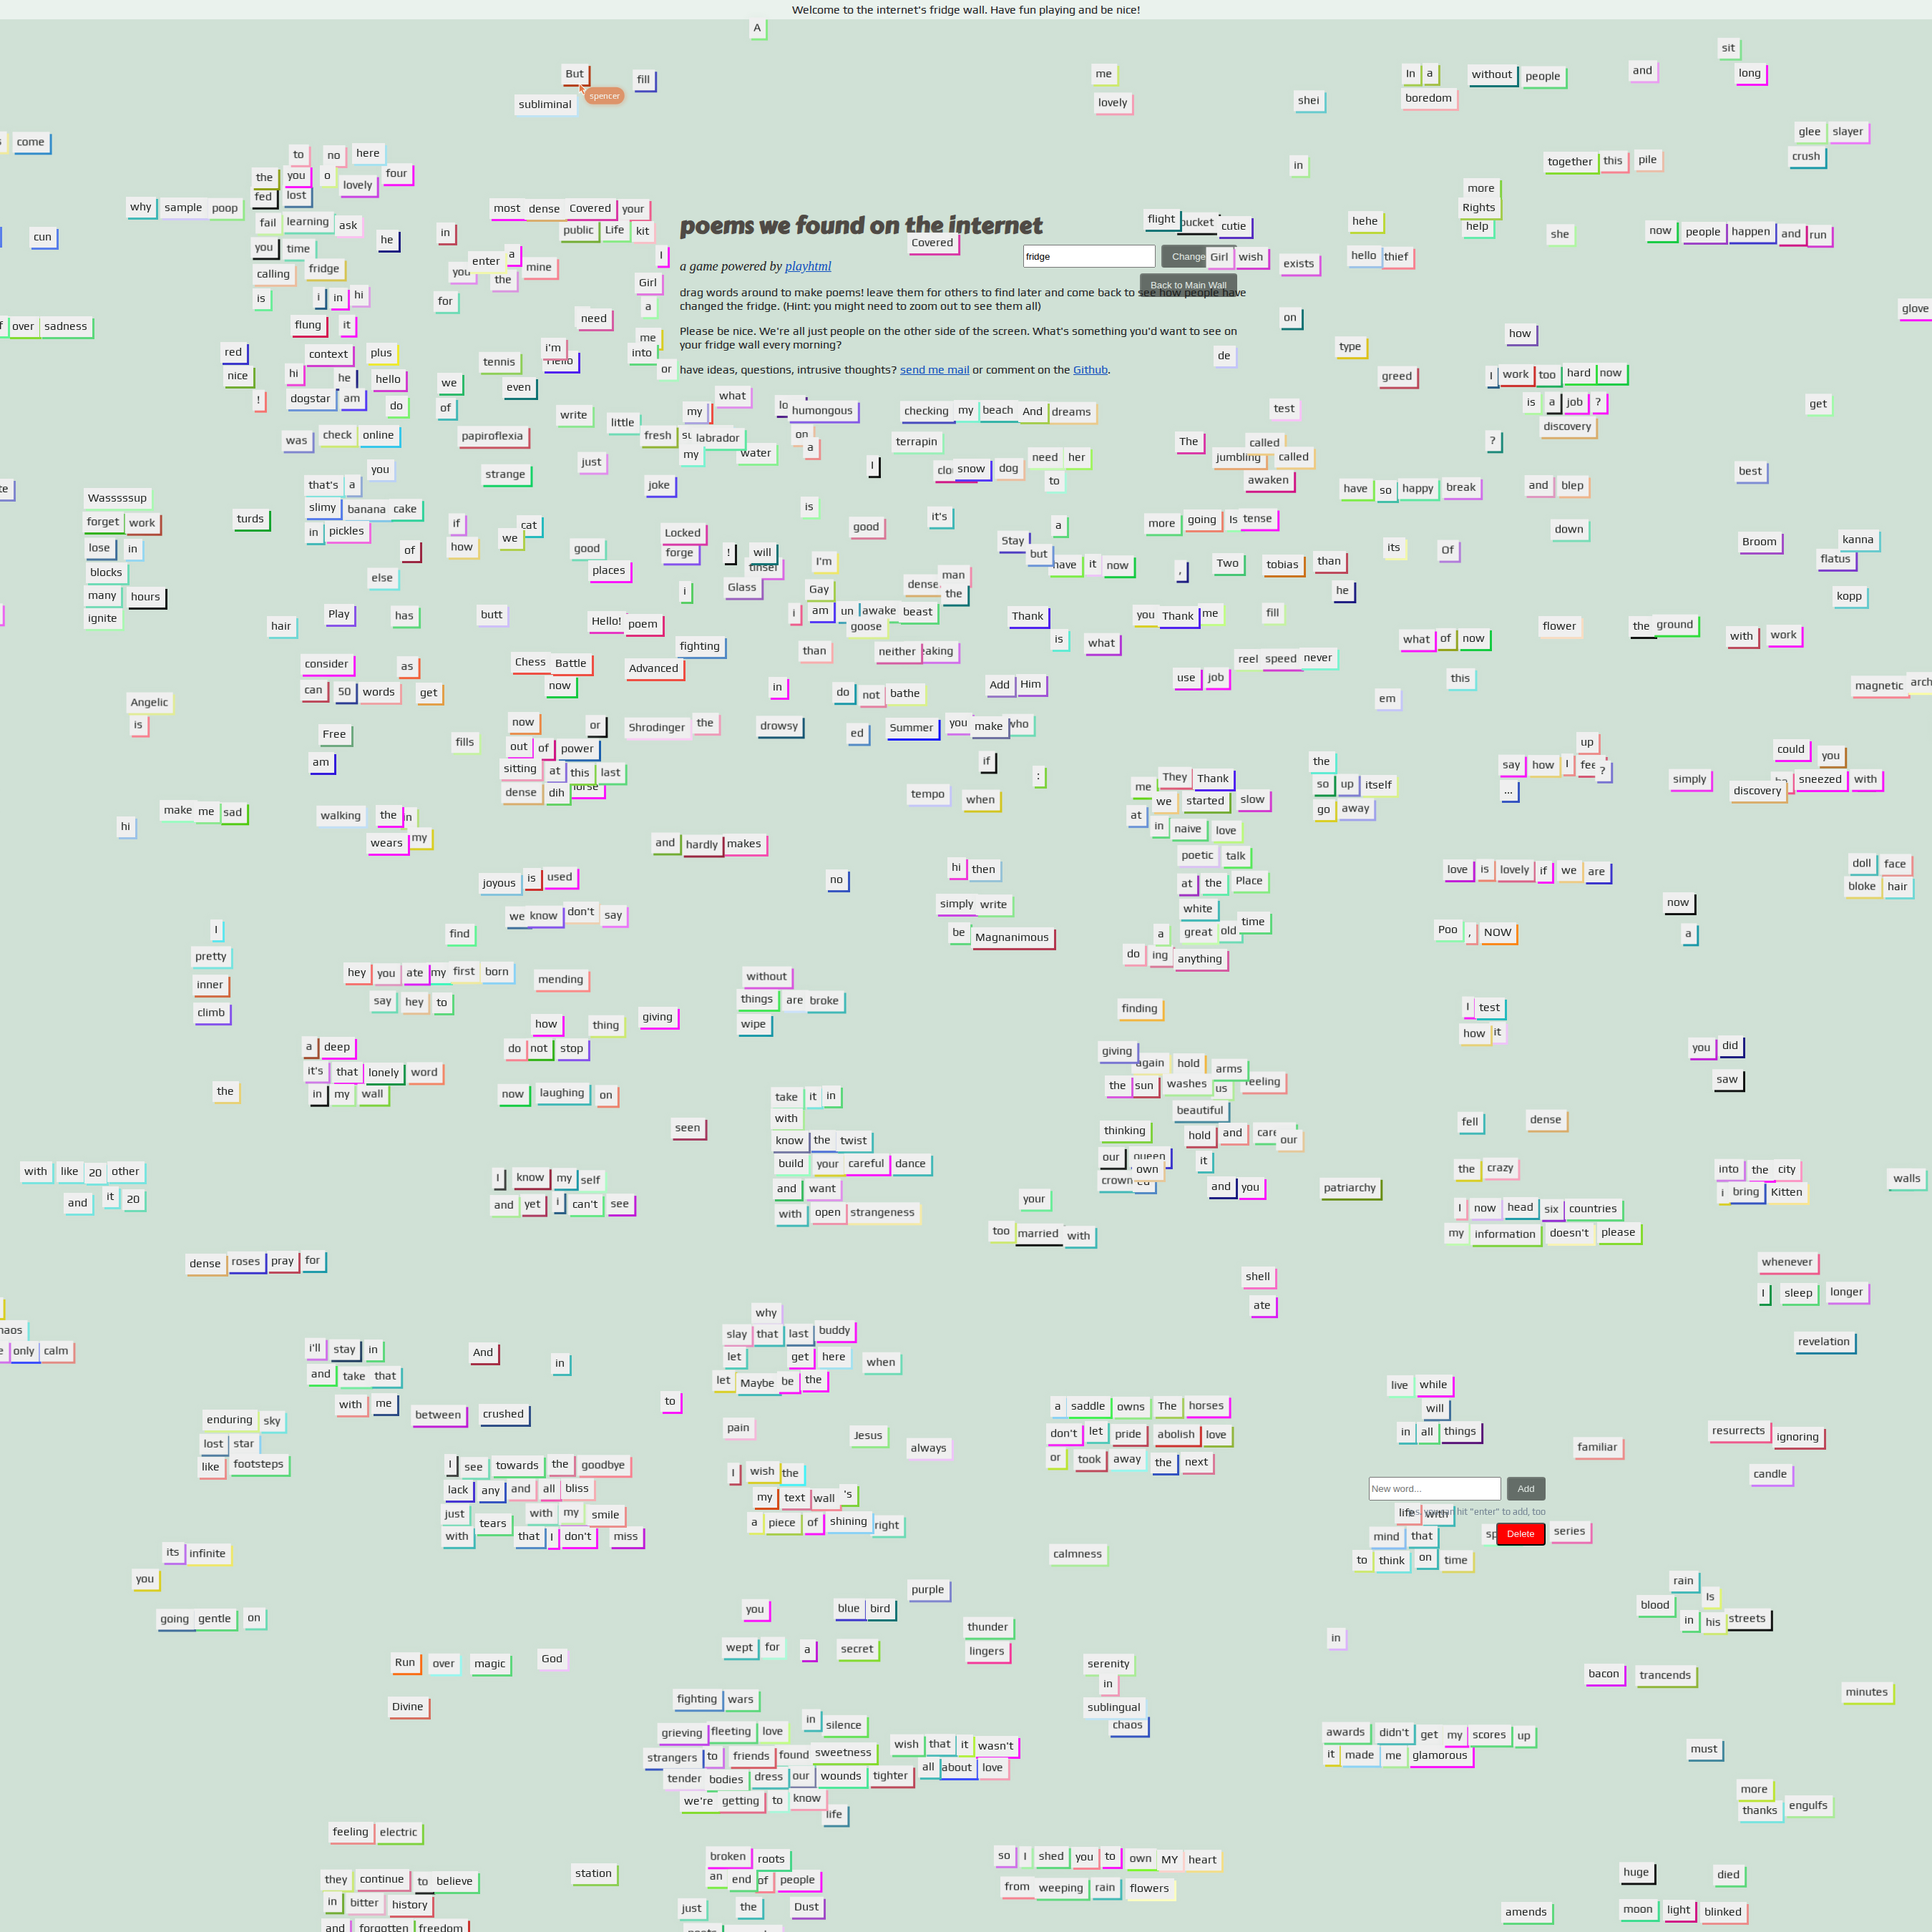 Welcome to the internet's fridge wall. Have fun playing and be nice!
A
sit
But fill me In a without people and long
spencer
subliminal lovely shei boredom
come glee slayer
to no here crush
the you o lovely four in together this pile
fed lost more
why sample poop most dense Covered your Rights
fail learning ask public Life kit
poems we found on the internet
flight bucket cutie hehe help
cun you time he in Covered she now people happen and run
enter a I
fridge Change Girl wish exists hello thief
calling fridge you the mine Girl
a game powered by playhtml
Back to Main Wall
is i in hi for a
drag words around to make poems! leave them for others to find later and come back to see how people have
changed the fridge. (Hint: you might need to zoom out to see them all)
glove
over sadness flung it need on
Please be nice. We're all just people on the other side of the screen. What's something you'd want to see on
your fridge wall every morning?
how
red context plus tennis i'm Hello me into de type
have ideas, questions, intrusive thoughts? send me mail or comment on the Github.
nice hi he hello we even or greed I work too hard now
! dogstar am do of write what is a job ?
get
my humongous checking my beach And dreams test
little discovery
was check online papiroflexia fresh labrador on a terrapin The called ?
my water
you strange just I snow dog need her jumbling called
that's a joke to awaken have so happy break and blep best
Wasssssup
slimy banana cake is
forget work turds in pickles if we cat good it's a more going Is tense down
lose in of how good Locked ! will Stay but its Of Broom kanna
forge tinsel I'm have it now , Two tobias than flatus
blocks else places Glass dense man
many hours i Gay the he kopp
ignite Play has butt i am un awake beast Thank you Thank me fill
hair Hello! poem goose is what what of now flower the ground
fighting than neither with work
consider as Chess Battle Advanced reel speed never
can 50 words get now in do not bathe Add Him use job em this magnetic
Angelic
is Free fills now or Shrodinger the drowsy ed Summer you make who
am out of power if the up could you
sitting at this last : They Thank so up itself say how I ? simply sneezed with
dense dih me we started slow go away ... discovery
hi make me sad walking the in tempo when at in naive love
wears my and hardly makes poetic talk
joyous is used no hi then at the Place love is lovely if we are doll face
bloke hair
we know don't say simply write white now
I find be Magnanimous a great old time Poo , NOW a
pretty do ing anything
inner hey you ate my first born mending without
climb say hey to things are broke finding I test
how thing giving wipe how it
a deep do not stop giving again hold arms you did
it's that lonely word the sun washes us feeling saw
the in my wall now laughing on take it in beautiful
seen with thinking hold and our fell dense
know the twist our queen it the crazy
with like 20 other build your careful dance own into the city
and it 20 I know my self and want crown ed and you patriarchy i bring Kitten walls
and yet i can't see with open strangeness your I now head six countries
too married with my information doesn't please
dense roses pray for shell whenever
ate I sleep longer
why
only calm slay that last buddy revelation
i'll stay in And in let get here when
and take that let Maybe be the live while
with me between crushed to a saddle owns The horses will
enduring sky pain Jesus don't let pride abolish love in all things resurrects ignoring
lost star always or took away the next familiar
like footsteps I see towards the goodbye I wish the candle
lack any and all bliss my text wall 's New word... Add
just tears with my smile a piece of shining right life with hit "enter" to add, too
with that I don't miss mind that Delete series
its infinite calmness to think on time
you purple rain
going gentle on you blue bird blood Is
thunder in his streets
wept for a secret lingers in
Run over magic God serenity
in bacon trancends
Divine fighting wars sublingual minutes
grieving fleeting love in silence chaos awards didn't get my scores up
strangers to friends found sweetness wish that it wasn't it made me glamorous must
tender bodies dress our wounds tighter all about love
we're getting to know more
life thanks engulfs
feeling electric
broken roots so I shed you to own MY heart
they continue to believe station an end of people from weeping rain flowers huge died
in bitter history just the Dust amends moon light blinked
and forgotten freedom